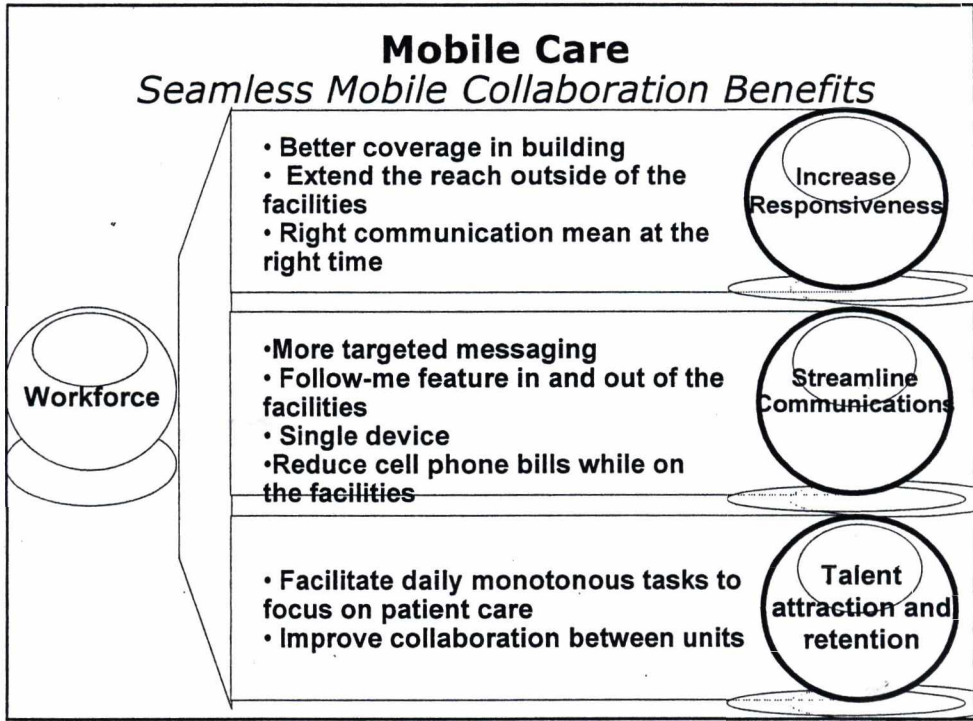 Mobile Care
Seamless Mobile Collaboration Benefits
Workforce
• Better coverage in building
• Extend the reach outside of the
facilities
• Right communication mean at the
right time
Increase
Responsiveness
•More targeted messaging
• Follow-me feature in and out of the
facilities
• Single device
•Reduce cell phone bills while on
the facilities
Streamline
Communications
• Facilitate daily monotonous tasks to
focus on patient care
• Improve collaboration between units
Talent
attraction and
retention